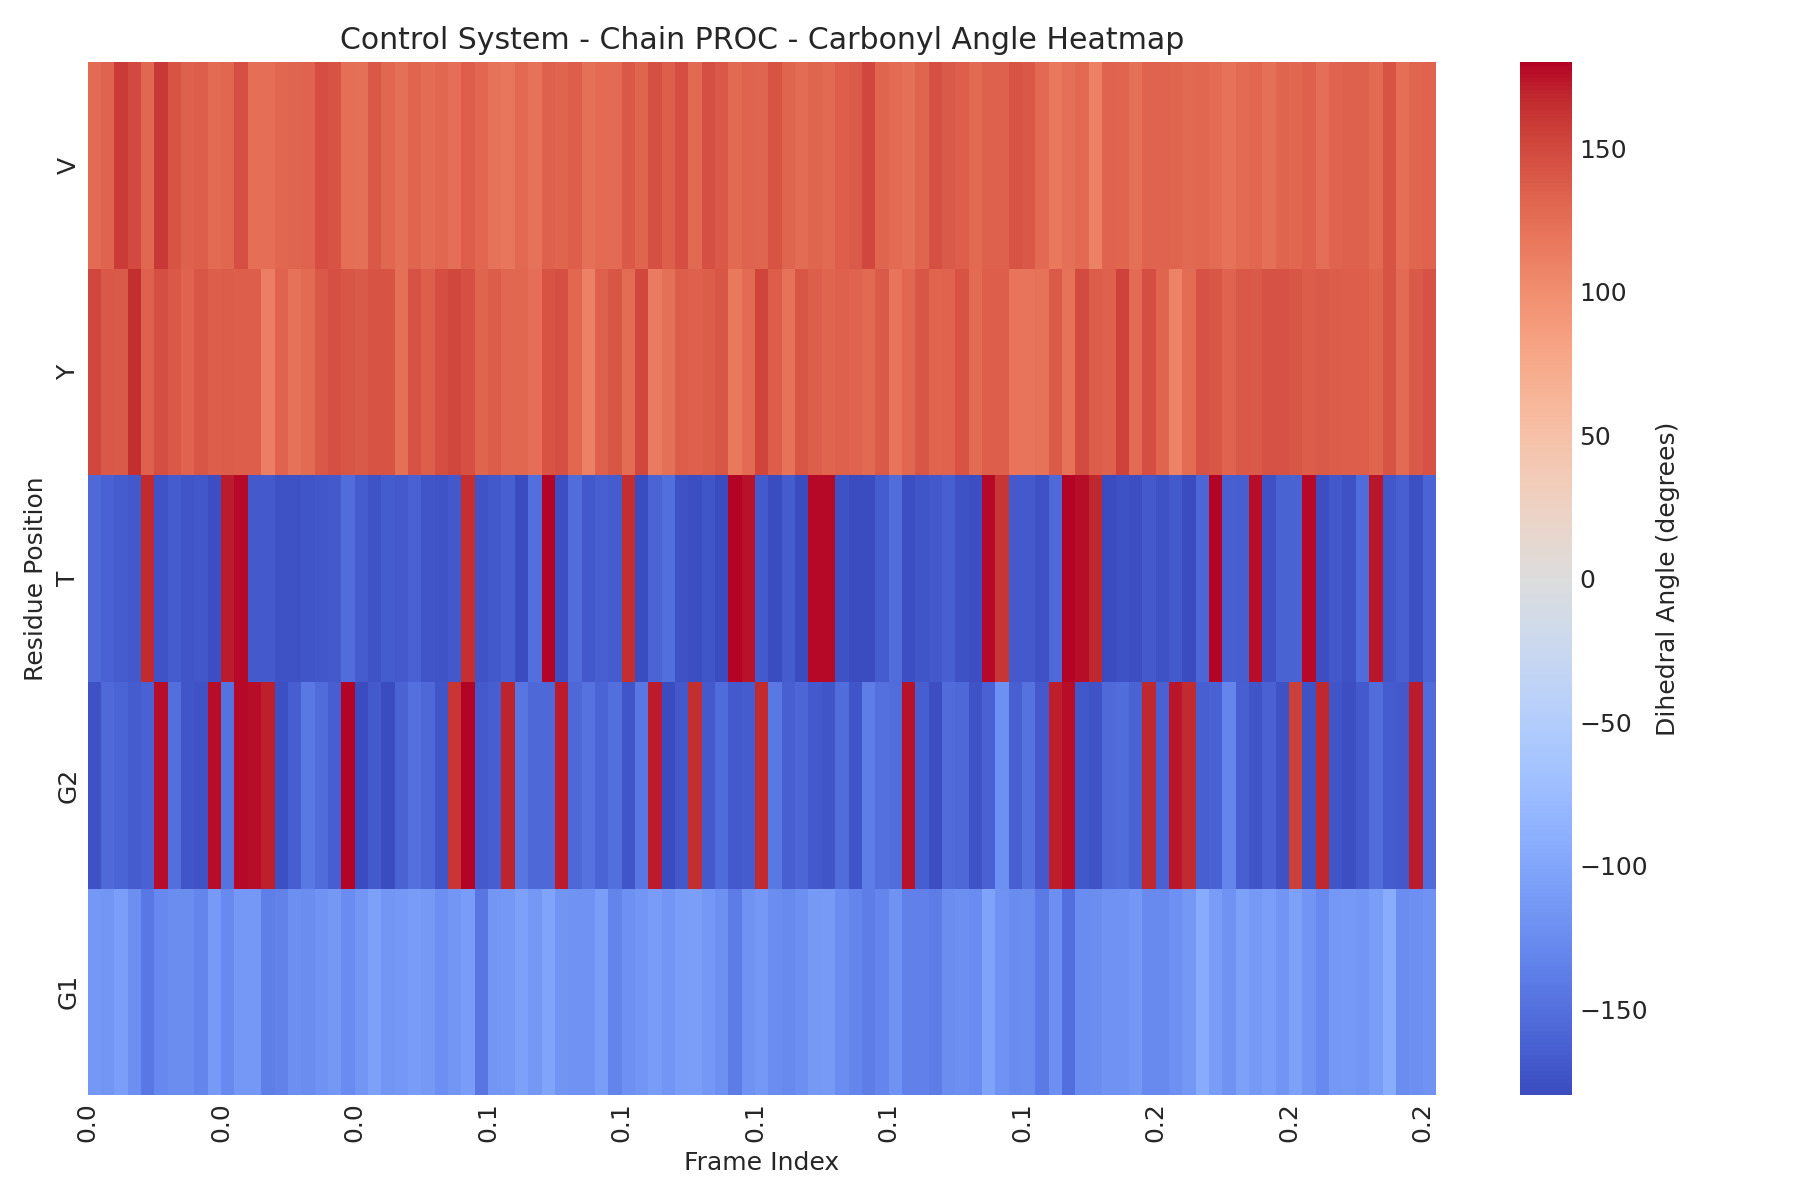 Control System - Chain PROC - Carbonyl Angle Heatmap
Residue Position
V
Y
T
G2
G1
0.0
0.0
0.0
0.1
0.1
0.1
0.1
0.1
0.2
0.2
0.2
Frame Index
150
100
50
0
−50
−100
−150
Dihedral Angle (degrees)